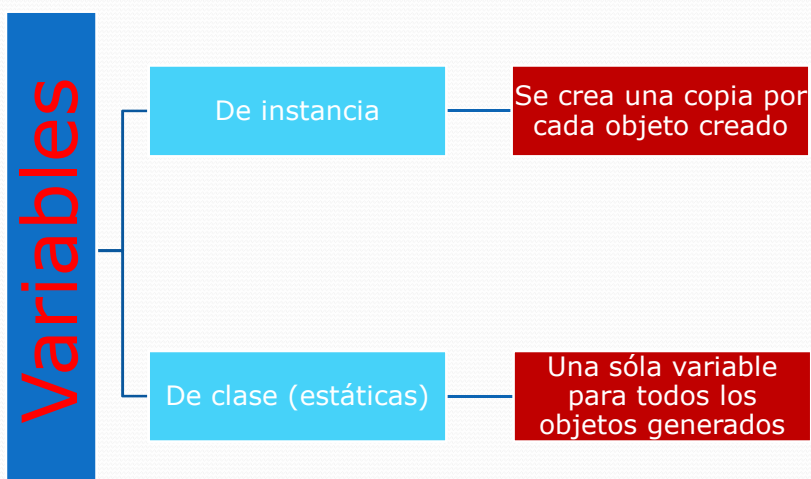 Variables
De instancia
Se crea una copia por
cada objeto creado
De clase (estáticas)
Una sóla variable
para todos los
objetos generados